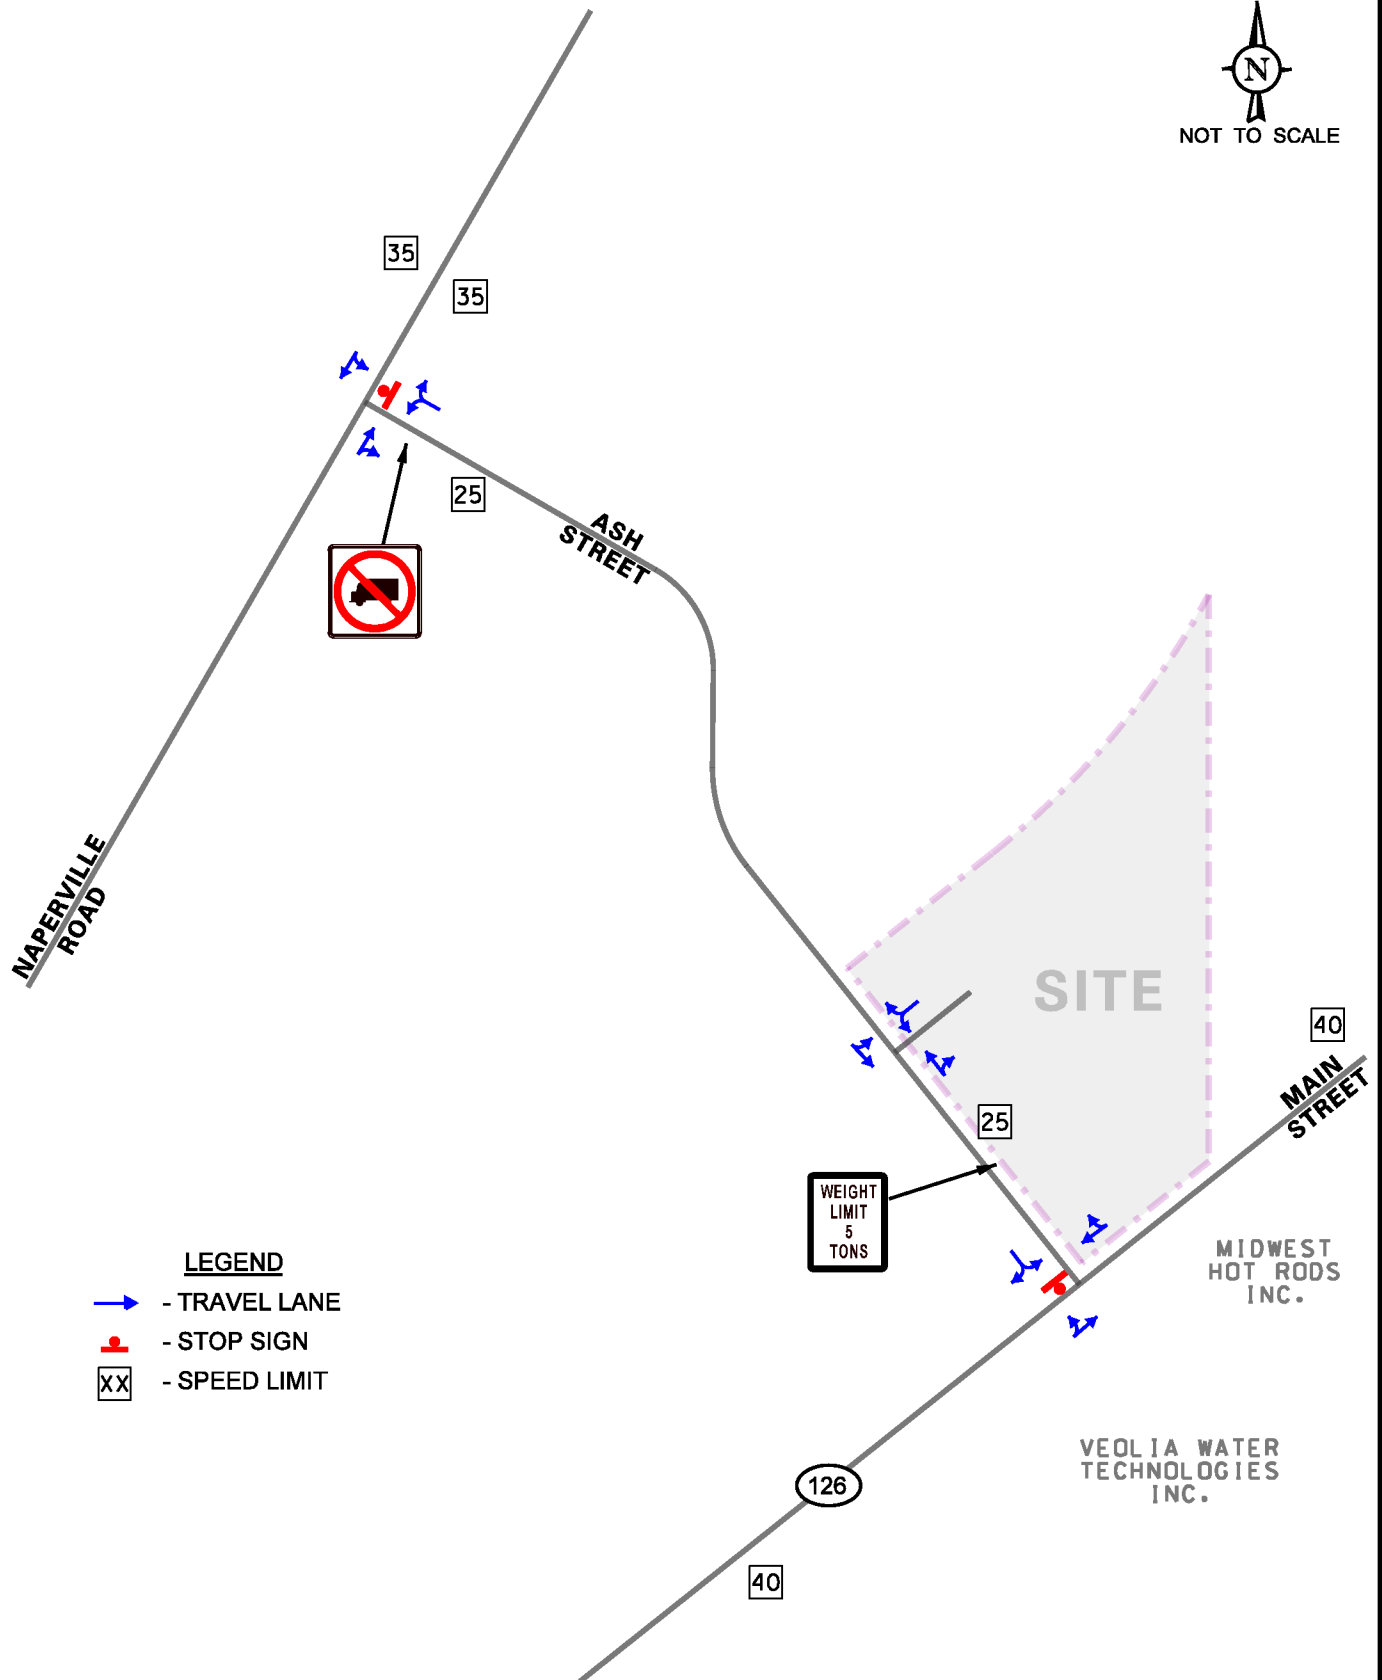 N
NOT TO SCALE
35
35
25
ASH
STREET
NAPERVILLE
ROAD
SITE
40
MAIN
STREET
25
WEIGHT
LIMIT
5
TONS
MIDWEST
HOT RODS
INC.
LEGEND
- TRAVEL LANE
- STOP SIGN
XX - SPEED LIMIT
VEOLIA WATER
TECHNOLOGIES
INC.
126
40